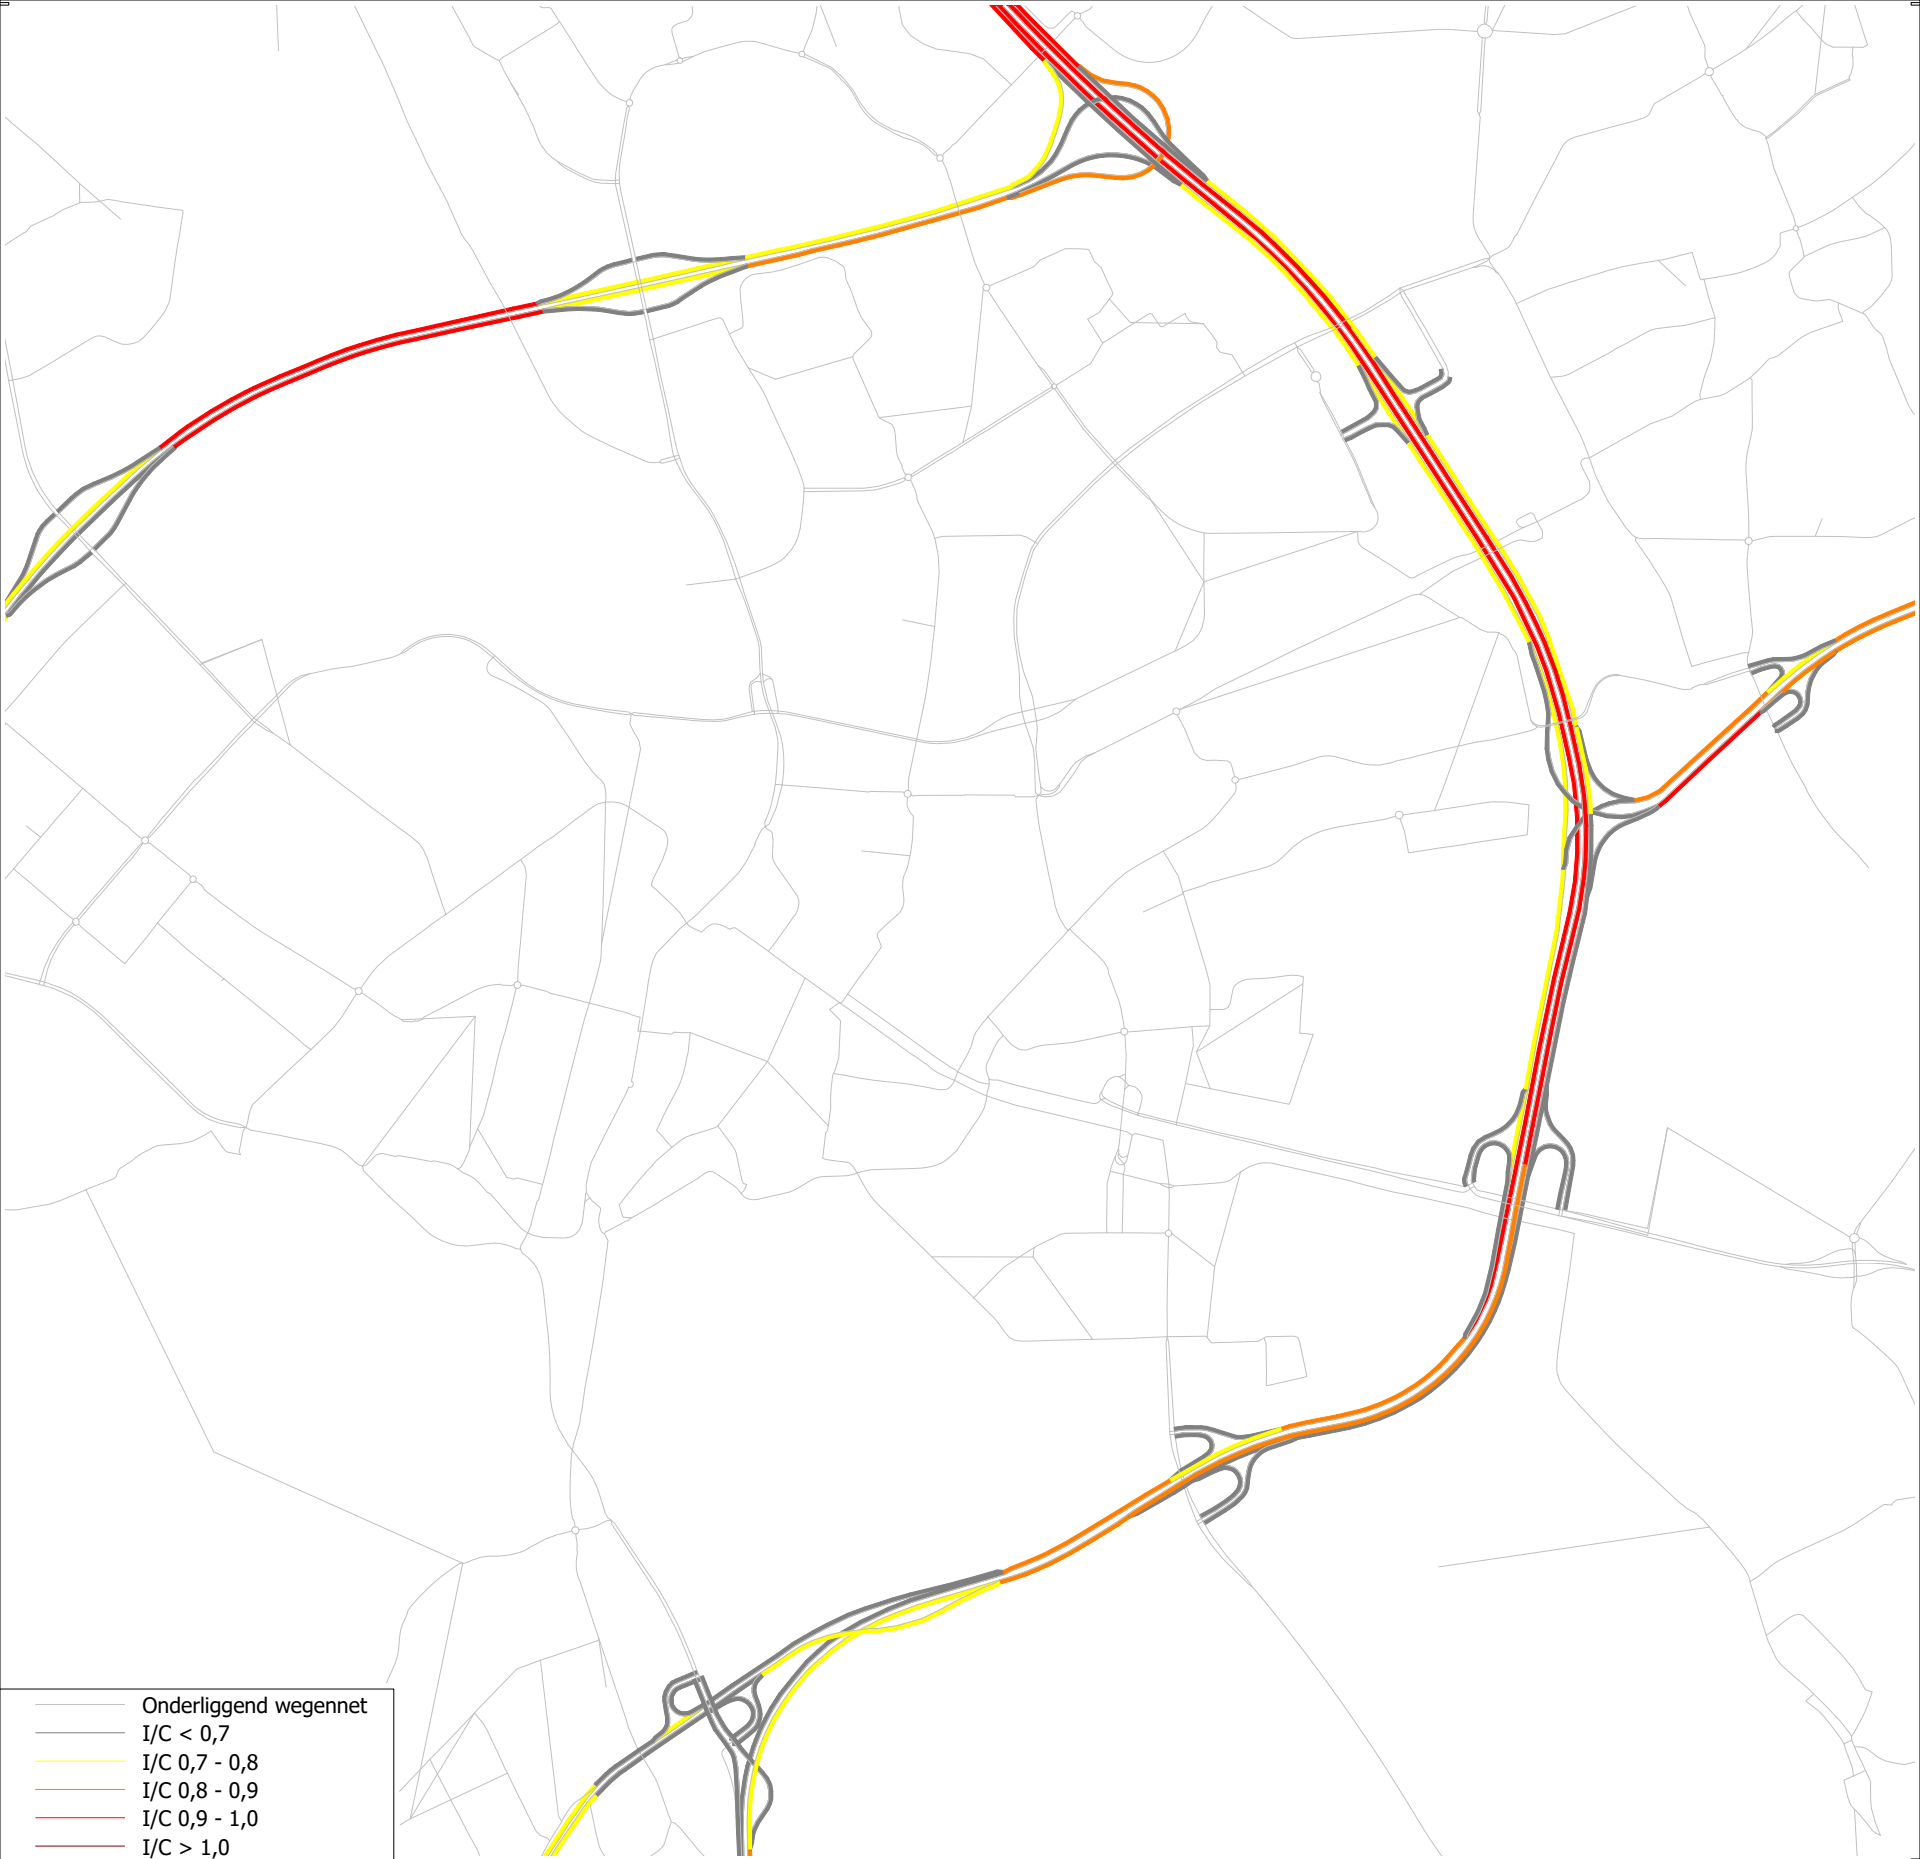 Onderliggend wegennet
I/C < 0,7
I/C 0,7 - 0,8
I/C 0,8 - 0,9
I/C 0,9 - 1,0
I/C > 1,0